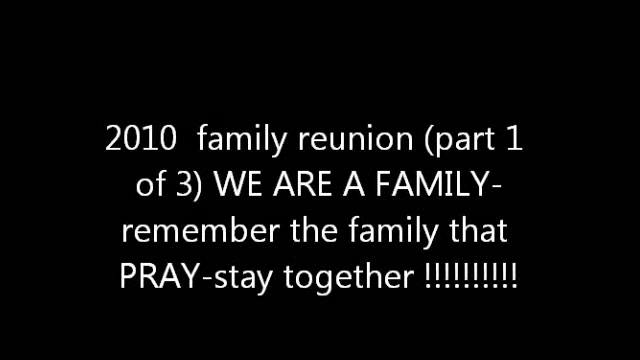 2010  family reunion (part 1
of 3) WE ARE A FAMILY-
remember the family that
PRAY-stay together !!!!!!!!!!